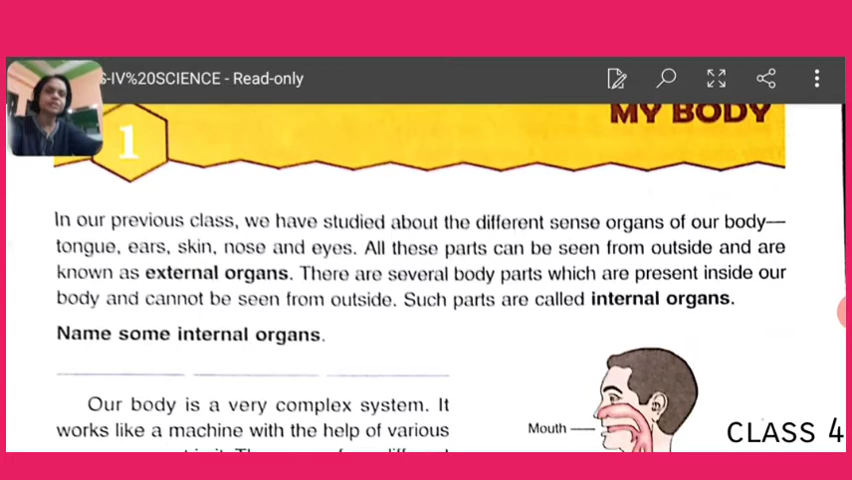 S-IV%20SCIENCE - Read-only
MY BODY
1
In our previous class, we have studied about the different sense organs of our body—
tongue, ears, skin, nose and eyes. All these parts can be seen from outside and are
known as external organs. There are several body parts which are present inside our
body and cannot be seen from outside. Such parts are called internal organs.
Name some internal organs.
Our body is a very complex system. It
works like a machine with the help of various
Mouth
CLASS 4